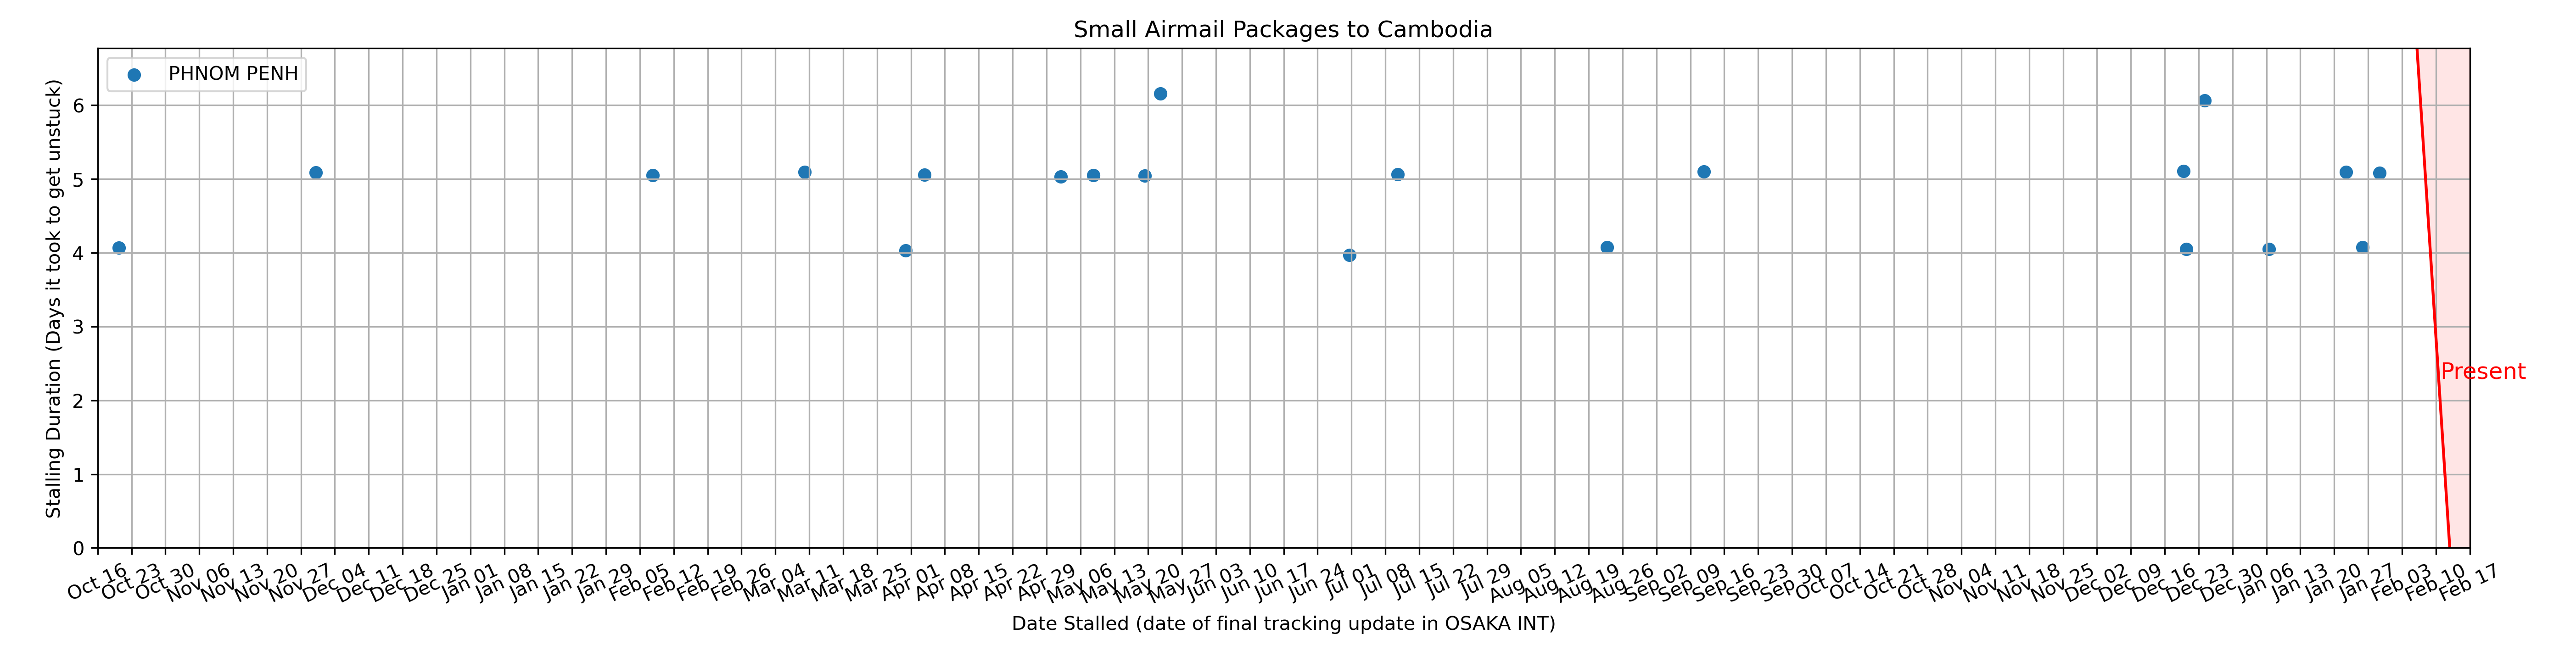 Small Airmail Packages to Cambodia
PHNOM PENH
Stalling Duration (Days it took to get unstuck)
6
5
4
3
2
1
0
Present
Oct 16 Oct 23 Oct 30 Nov 06 Nov 13 Nov 20 Nov 27 Dec 04 Dec 11 Dec 18 Dec 25 Jan 01 Jan 08 Jan 15 Jan 22 Jan 29 Feb 05 Feb 12 Feb 19 Feb 26 Mar 04 Mar 11 Mar 18 Mar 25 Apr 01 Apr 08 Apr 15 Apr 22 Apr 29 May 06 May 13 May 20 May 27 Jun 03 Jun 10 Jun 17 Jun 24 Jul 01 Jul 08 Jul 15 Jul 22 Jul 29 Aug 05 Aug 12 Aug 19 Aug 26 Sep 02 Sep 09 Sep 16 Sep 23 Sep 30 Oct 07 Oct 14 Oct 21 Oct 28 Nov 04 Nov 11 Nov 18 Nov 25 Dec 02 Dec 09 Dec 16 Dec 23 Dec 30 Jan 06 Jan 13 Jan 20 Jan 27 Feb 03 Feb 10 Feb 17
Date Stalled (date of final tracking update in OSAKA INT)